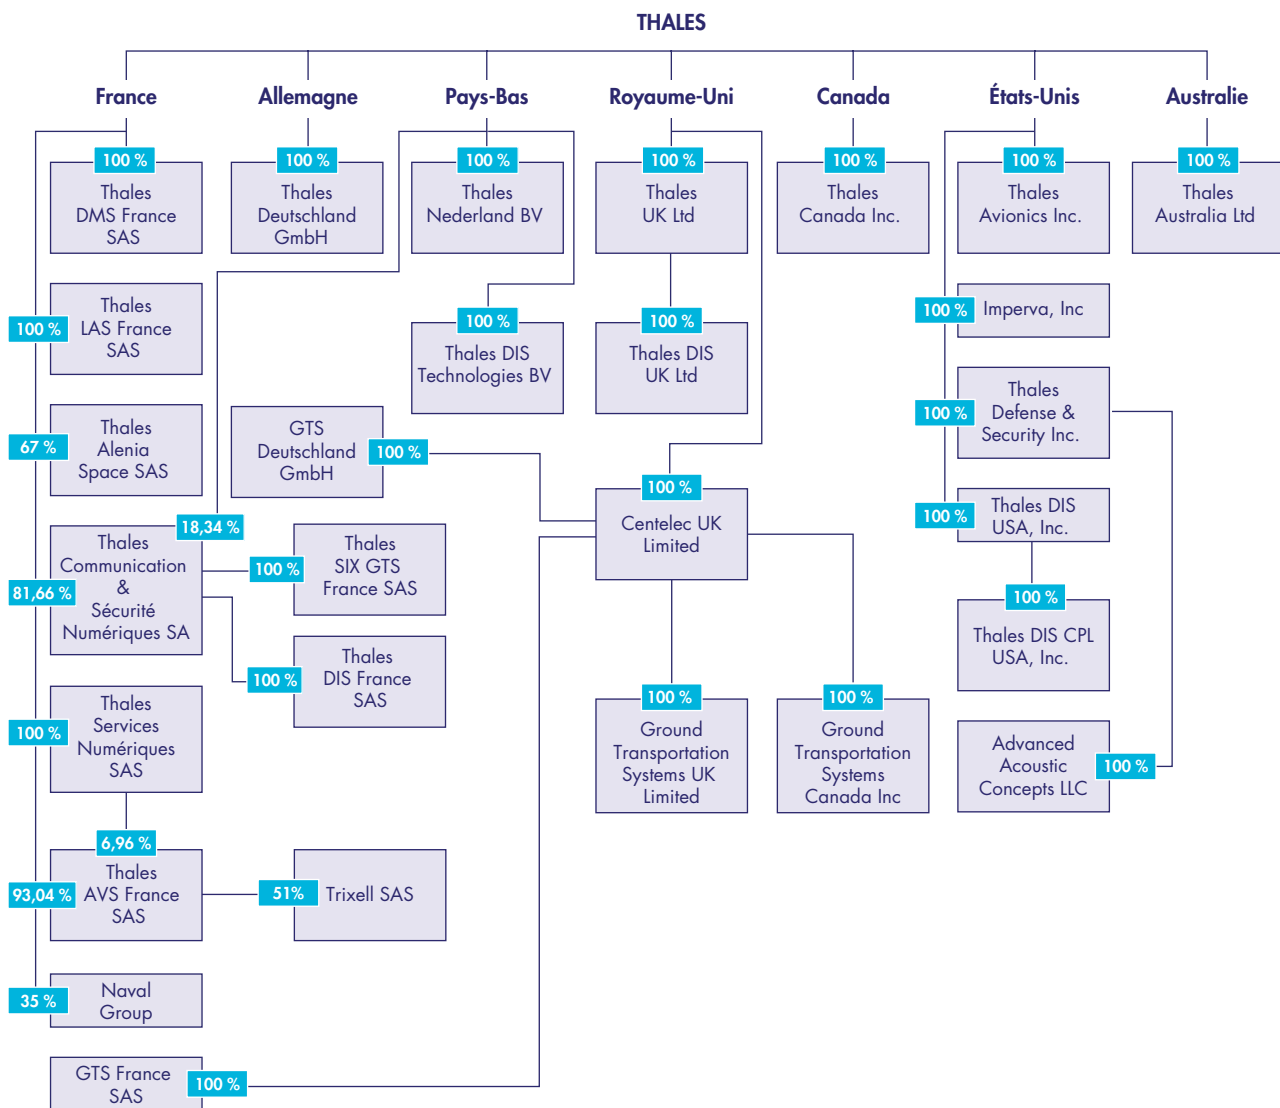 THALES
France
Allemagne
Pays-Bas
Royaume-Uni
Canada
États-Unis
Australie
100 %
Thales
DMS France
SAS
100 %
Thales
LAS France
SAS
67 %
Thales
Alenia
Space SAS
18,34 %
81,66 %
Thales
Communication
&
Sécurité
Numériques SA
100 %
Thales
SIX GTS
France SAS
100 %
Thales
DIS France
SAS
100 %
Thales
Services
Numériques
SAS
6,96 %
93,04 %
Thales
AVS France
SAS
51%
Trixell SAS
35 %
Naval
Group
GTS France
SAS
100 %
100 %
Thales
Deutschland
GmbH
GTS
Deutschland
GmbH
100 %
100 %
Thales
Nederland BV
100 %
Thales DIS
Technologies BV
100 %
Thales
UK Ltd
100 %
Thales DIS
UK Ltd
100 %
Centelec UK
Limited
100 %
Ground
Transportation
Systems UK
Limited
100 %
Thales
Canada Inc.
100 %
Ground
Transportation
Systems
Canada Inc
100 %
Thales
Avionics Inc.
100 %
Imperva, Inc
100 %
Thales
Defense &
Security Inc.
100 %
Thales DIS
USA, Inc.
100 %
Thales DIS CPL
USA, Inc.
Advanced
Acoustic
Concepts LLC
100 %
100 %
Thales
Australia Ltd